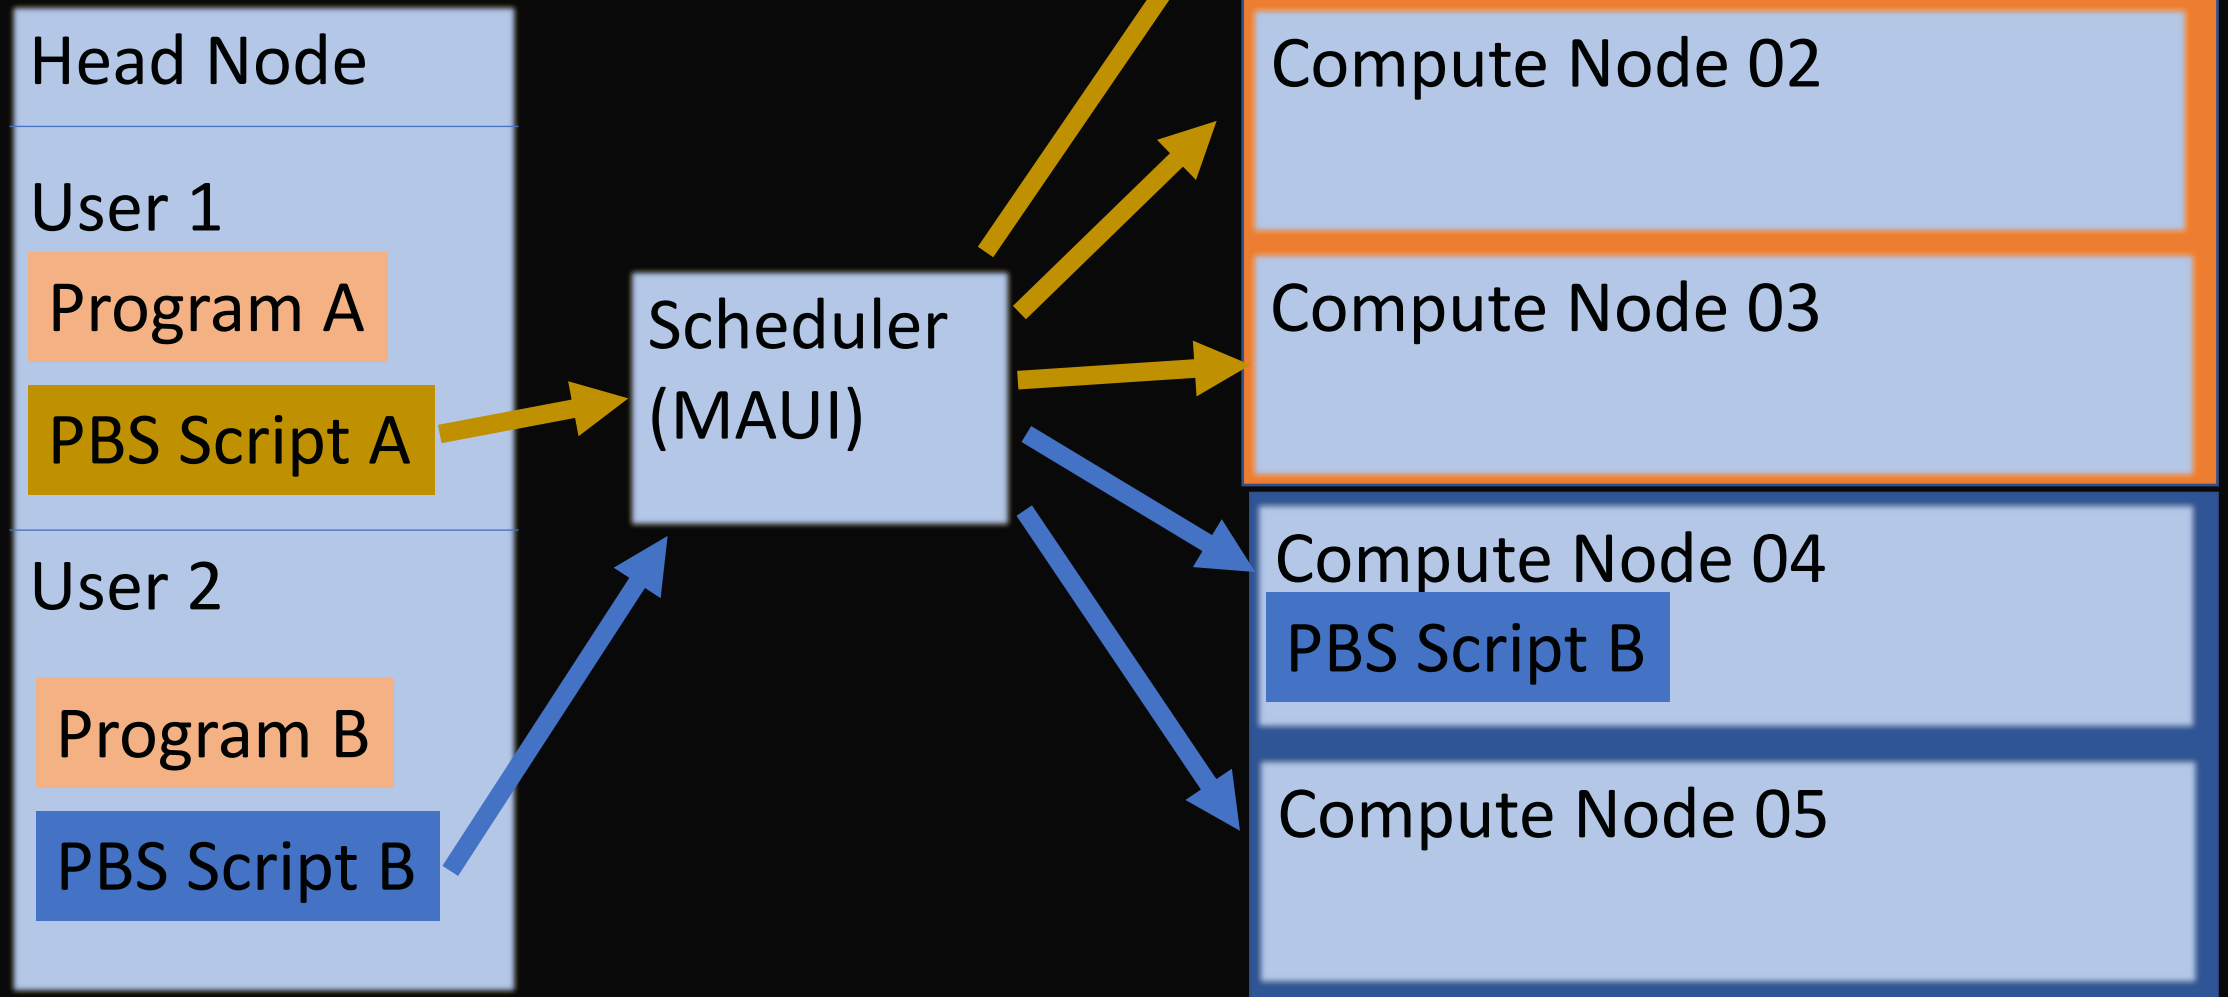 Head Node
User 1
Program A
PBS Script A
User 2
Program B
PBS Script B
Scheduler
(MAUI)
Compute Node 02
Compute Node 03
Compute Node 04
PBS Script B
Compute Node 05